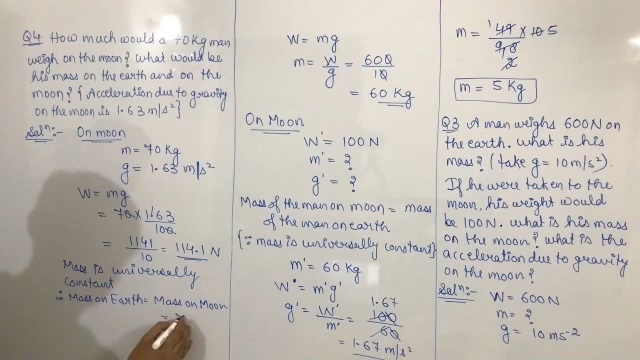 Q4 How much would a 70Kg man
weigh on the moon? What would be
his mass on the earth and on the
moon? { Acceleration due to gravity
on the moon is 1.63 m/s² }
Solⁿ:- On moon
m = 70 Kg
g = 1.63 m/s²
W = mg
= 70 × 163/100
= 1141/10 = 114.1 N
Mass is universally
constant
∴ Mass on Earth = Mass on Moon
=
W = mg
m = W/g = 600/10
= 60 Kg
On Moon
W' = 100 N
m' = ?
g' = ?
Mass of the man on moon = mass
of the man on earth
{∵ mass is universally constant}
m' = 60 Kg
W' = m'g'
1.67
g' = W'/m' = 100/60
= 1.67 m/s²
m = 49 × 10 5/98
2
m = 5 Kg
Q3 A man weighs 600N on
the earth. what is his
mass? (take g = 10 m/s²).
If he were taken to the
moon, his weight would
be 100N. what is his mass
on the moon? what is the
acceleration due to gravity
on the moon?
Solⁿ:- W = 600N
m = ?
g = 10 ms⁻²